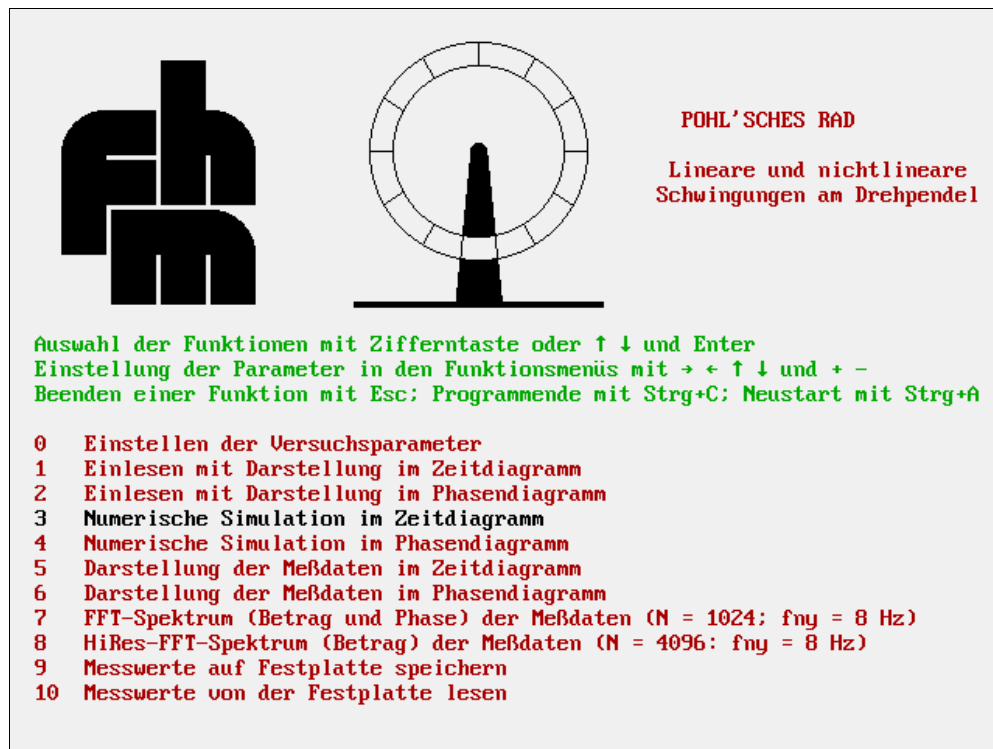 fhm
POHL'SCHES RAD
Lineare und nichtlineare
Schwingungen am Drehpendel
Auswahl der Funktionen mit Zifferntaste oder ↑ ↓ und Enter
Einstellung der Parameter in den Funktionsmenüs mit → ← ↑ ↓ und + -
Beenden einer Funktion mit Esc; Programmende mit Strg+C; Neustart mit Strg+A
0 Einstellen der Versuchsparameter
1 Einlesen mit Darstellung im Zeitdiagramm
2 Einlesen mit Darstellung im Phasendiagramm
3 Numerische Simulation im Zeitdiagramm
4 Numerische Simulation im Phasendiagramm
5 Darstellung der Meßdaten im Zeitdiagramm
6 Darstellung der Meßdaten im Phasendiagramm
7 FFT-Spektrum (Betrag und Phase) der Meßdaten (N = 1024; fny = 8 Hz)
8 HiRes-FFT-Spektrum (Betrag) der Meßdaten (N = 4096: fny = 8 Hz)
9 Messwerte auf Festplatte speichern
10 Messwerte von der Festplatte lesen